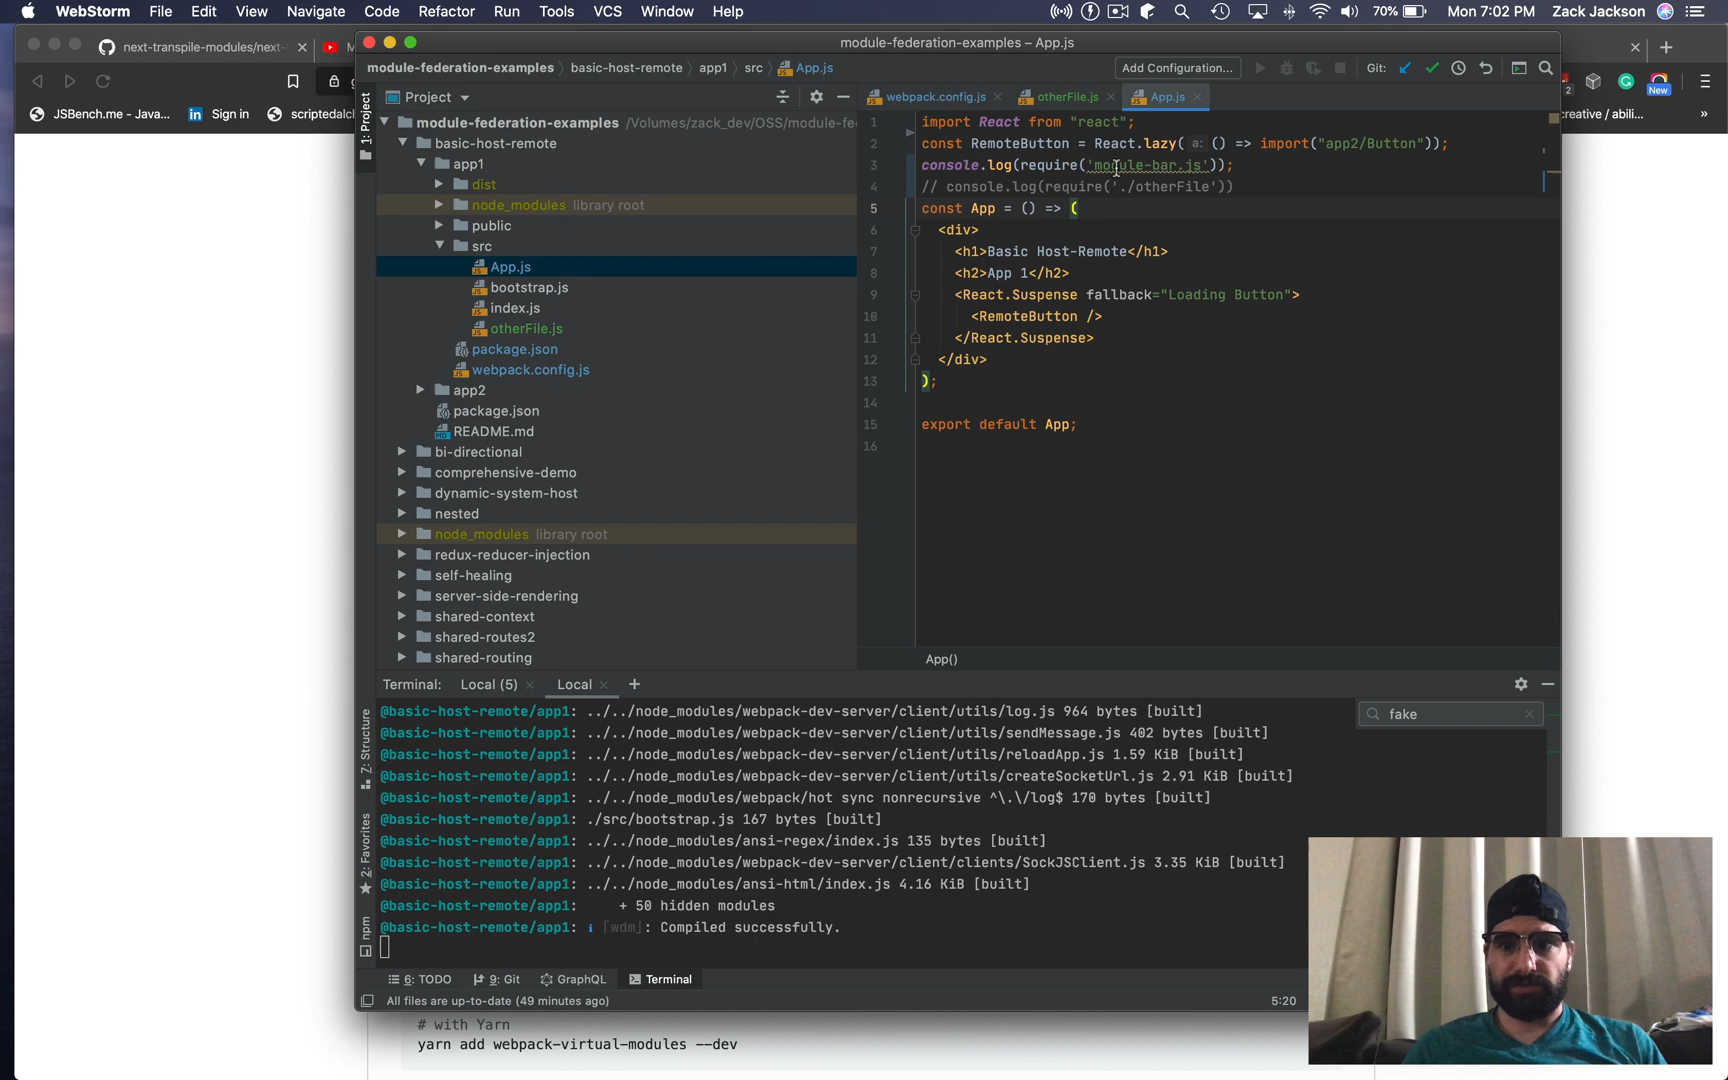 WebStorm File Edit View Navigate Code Refactor Run Tools VCS Window Help
70% Mon 7:02 PM Zack Jackson
next-transpile-modules/next-
module-federation-examples – App.js
module-federation-examples basic-host-remote app1 src App.js
Add Configuration... Git:
JSBench.me - Java... Sign in scriptedalc
creative / abili... »
2 New
1: Project
Project
webpack.config.js otherFile.js App.js
module-federation-examples /Volumes/zack_dev/OSS/module-fe
basic-host-remote
app1
dist
node_modules library root
public
src
App.js
bootstrap.js
index.js
otherFile.js
package.json
webpack.config.js
app2
package.json
README.md
bi-directional
comprehensive-demo
dynamic-system-host
nested
node_modules library root
redux-reducer-injection
self-healing
server-side-rendering
shared-context
shared-routes2
shared-routing
1 import React from "react";
2 const RemoteButton = React.lazy( a: () => import("app2/Button"));
3 console.log(require('module-bar.js'));
4 // console.log(require('./otherFile'))
5 const App = () => (
6 <div>
7 <h1>Basic Host-Remote</h1>
8 <h2>App 1</h2>
9 <React.Suspense fallback="Loading Button">
10 <RemoteButton />
11 </React.Suspense>
12 </div>
13 );
14
15 export default App;
16
App()
Terminal: Local (5) Local
fake
@basic-host-remote/app1: ../../node_modules/webpack-dev-server/client/utils/log.js 964 bytes [built]
@basic-host-remote/app1: ../../node_modules/webpack-dev-server/client/utils/sendMessage.js 402 bytes [built]
@basic-host-remote/app1: ../../node_modules/webpack-dev-server/client/utils/reloadApp.js 1.59 KiB [built]
@basic-host-remote/app1: ../../node_modules/webpack-dev-server/client/utils/createSocketUrl.js 2.91 KiB [built]
@basic-host-remote/app1: ../../node_modules/webpack/hot sync nonrecursive ^\.\/log$ 170 bytes [built]
@basic-host-remote/app1: ./src/bootstrap.js 167 bytes [built]
@basic-host-remote/app1: ../../node_modules/ansi-regex/index.js 135 bytes [built]
@basic-host-remote/app1: ../../node_modules/webpack-dev-server/client/clients/SockJSClient.js 3.35 KiB [built]
@basic-host-remote/app1: ../../node_modules/ansi-html/index.js 4.16 KiB [built]
@basic-host-remote/app1: + 50 hidden modules
@basic-host-remote/app1: i ｢wdm｣: Compiled successfully.
Z: Structure
2: Favorites
npm
6: TODO 9: Git GraphQL Terminal
All files are up-to-date (49 minutes ago)
5:20
# with Yarn
yarn add webpack-virtual-modules --dev